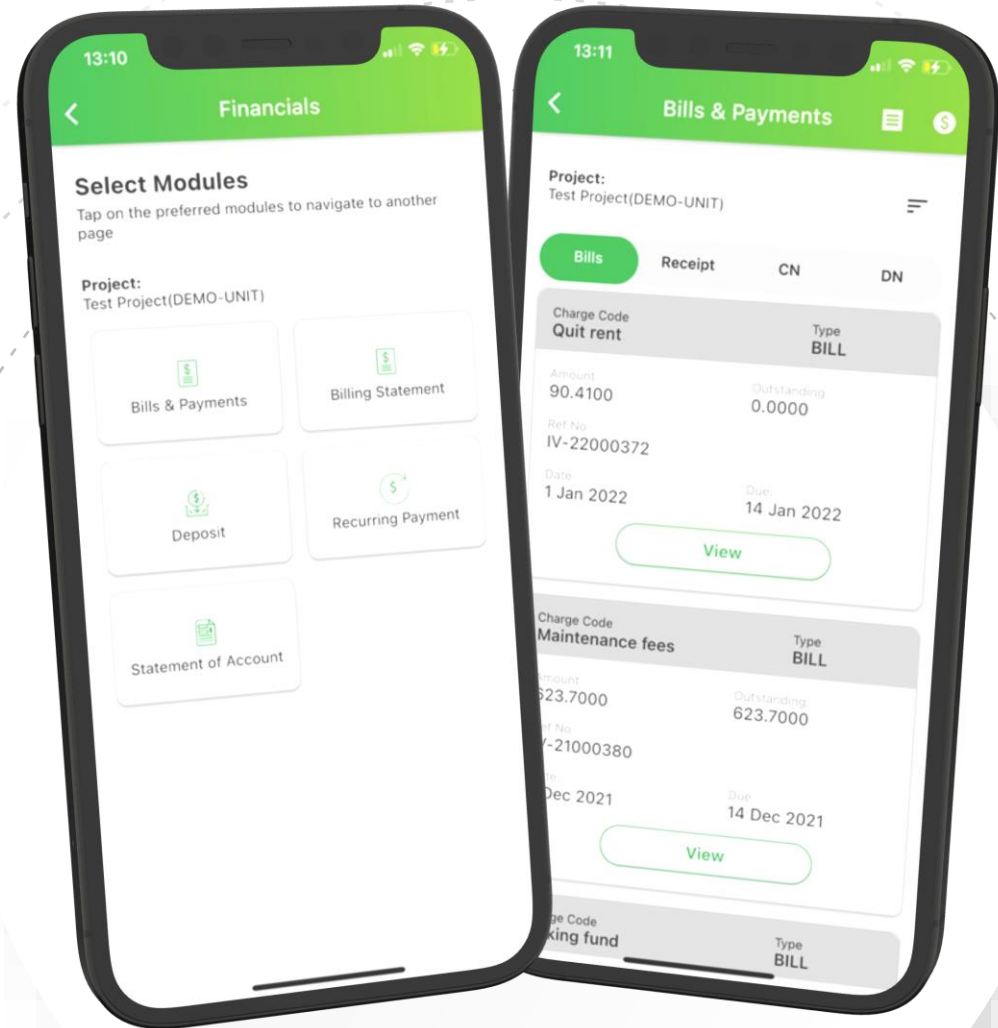 13:10
Financials
Select Modules
Tap on the preferred modules to navigate to another
page
Project:
Test Project(DEMO-UNIT)
Bills & Payments
Billing Statement
Deposit
Recurring Payment
Statement of Account
13:11
Bills & Payments
Project:
Test Project(DEMO-UNIT)
Bills Receipt CN DN
Charge Code Type
Quit rent BILL
Amount Outstanding
90.4100 0.0000
Ref No
IV-22000372
Date Due
1 Jan 2022 14 Jan 2022
View
Charge Code Type
Maintenance fees BILL
Outstanding
623.7000 623.7000
-21000380
Due
Dec 2021 14 Dec 2021
View
Code Type
fund BILL